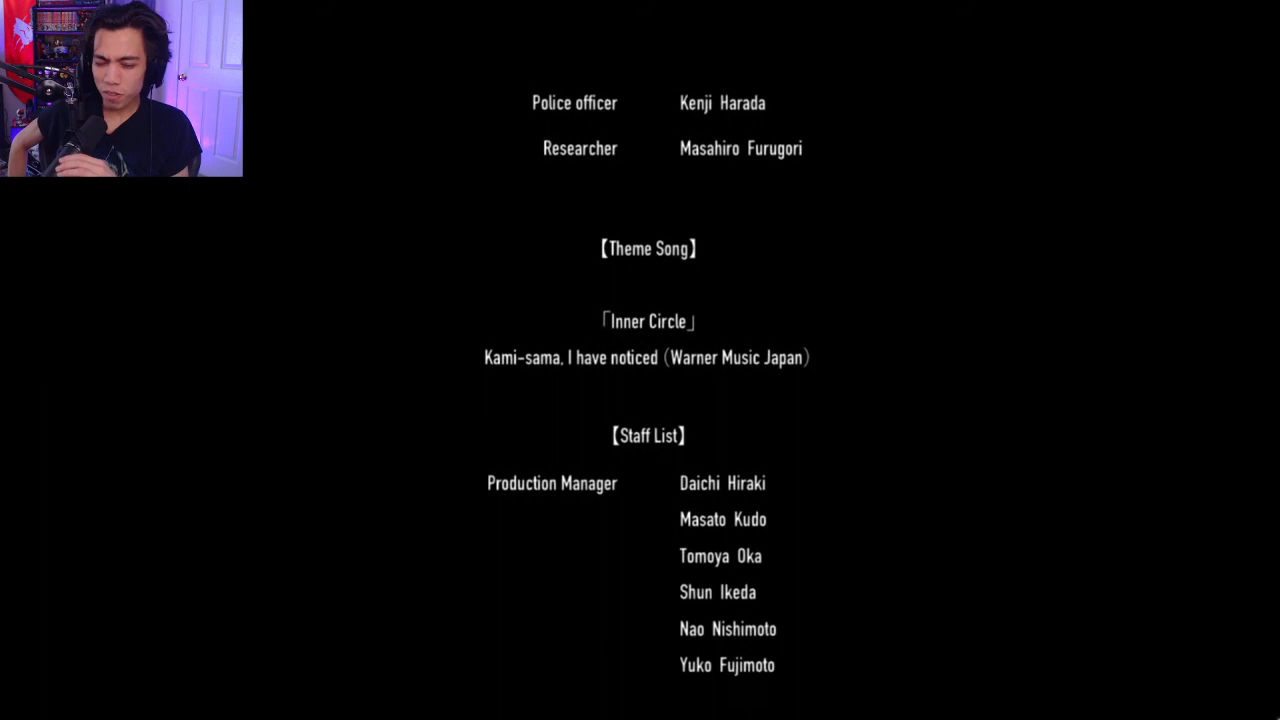 Police officer Kenji Harada
Researcher Masahiro Furugori
【Theme Song】
「Inner Circle」
Kami-sama, I have noticed (Warner Music Japan)
【Staff List】
Production Manager Daichi Hiraki
Masato Kudo
Tomoya Oka
Shun Ikeda
Nao Nishimoto
Yuko Fujimoto